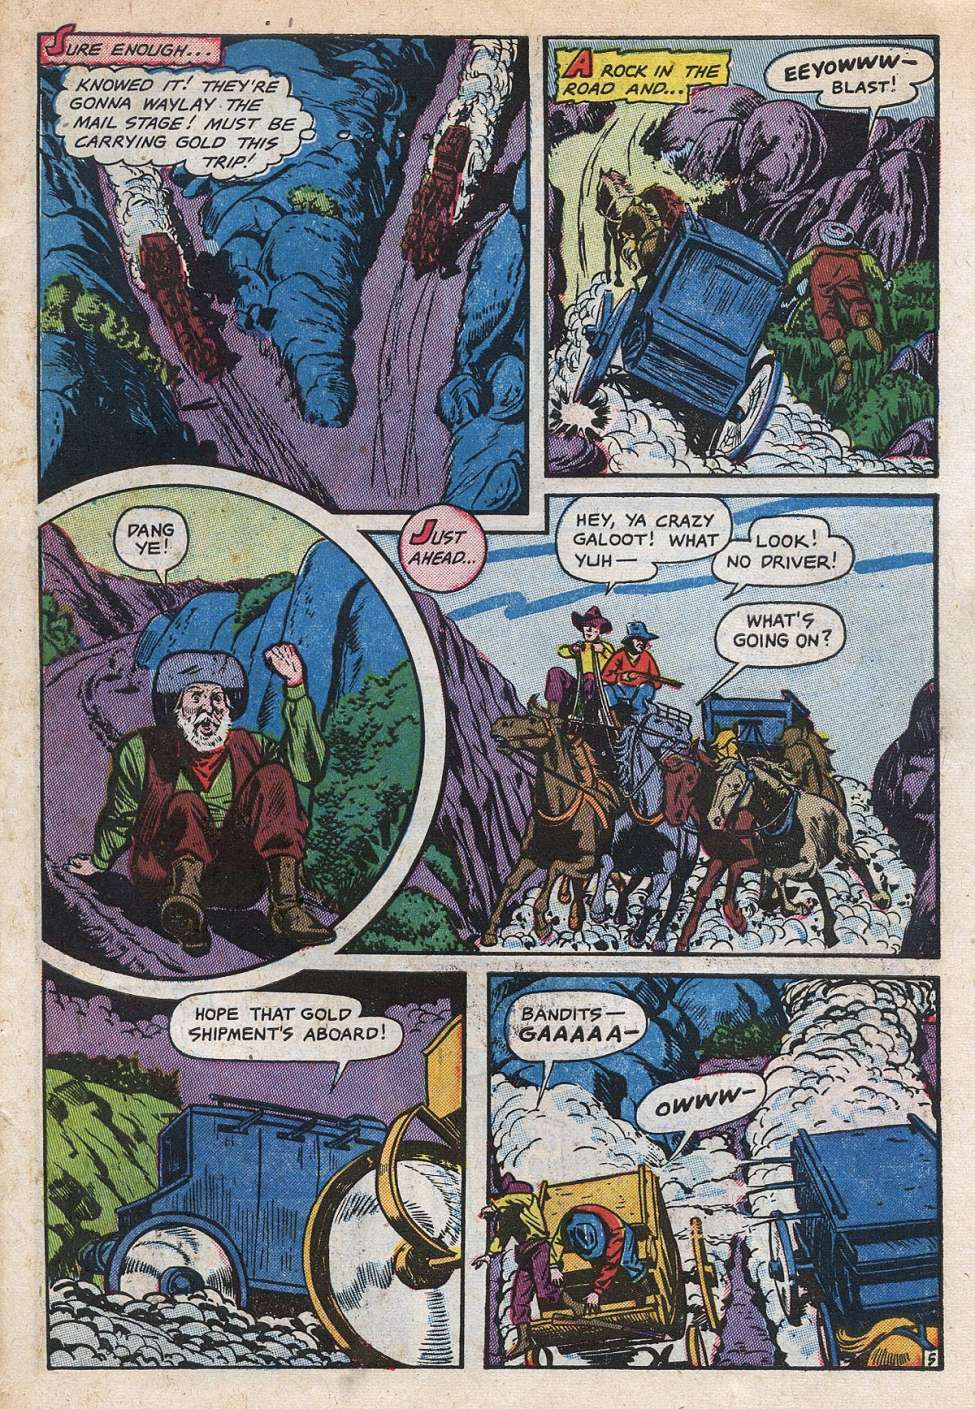 SURE ENOUGH...
KNOWED IT! THEY'RE
GONNA WAYLAY THE
MAIL STAGE! MUST BE
CARRYING GOLD THIS
TRIP!
A ROCK IN THE
ROAD AND...
EEYOWWW—
BLAST!
DANG
YE!
JUST
AHEAD...
HEY, YA CRAZY
GALOOT! WHAT
YUH—
LOOK!
NO DRIVER!
WHAT'S
GOING ON?
HOPE THAT GOLD
SHIPMENT'S ABOARD!
BANDITS—
GAAAAA—
OWWW—
5